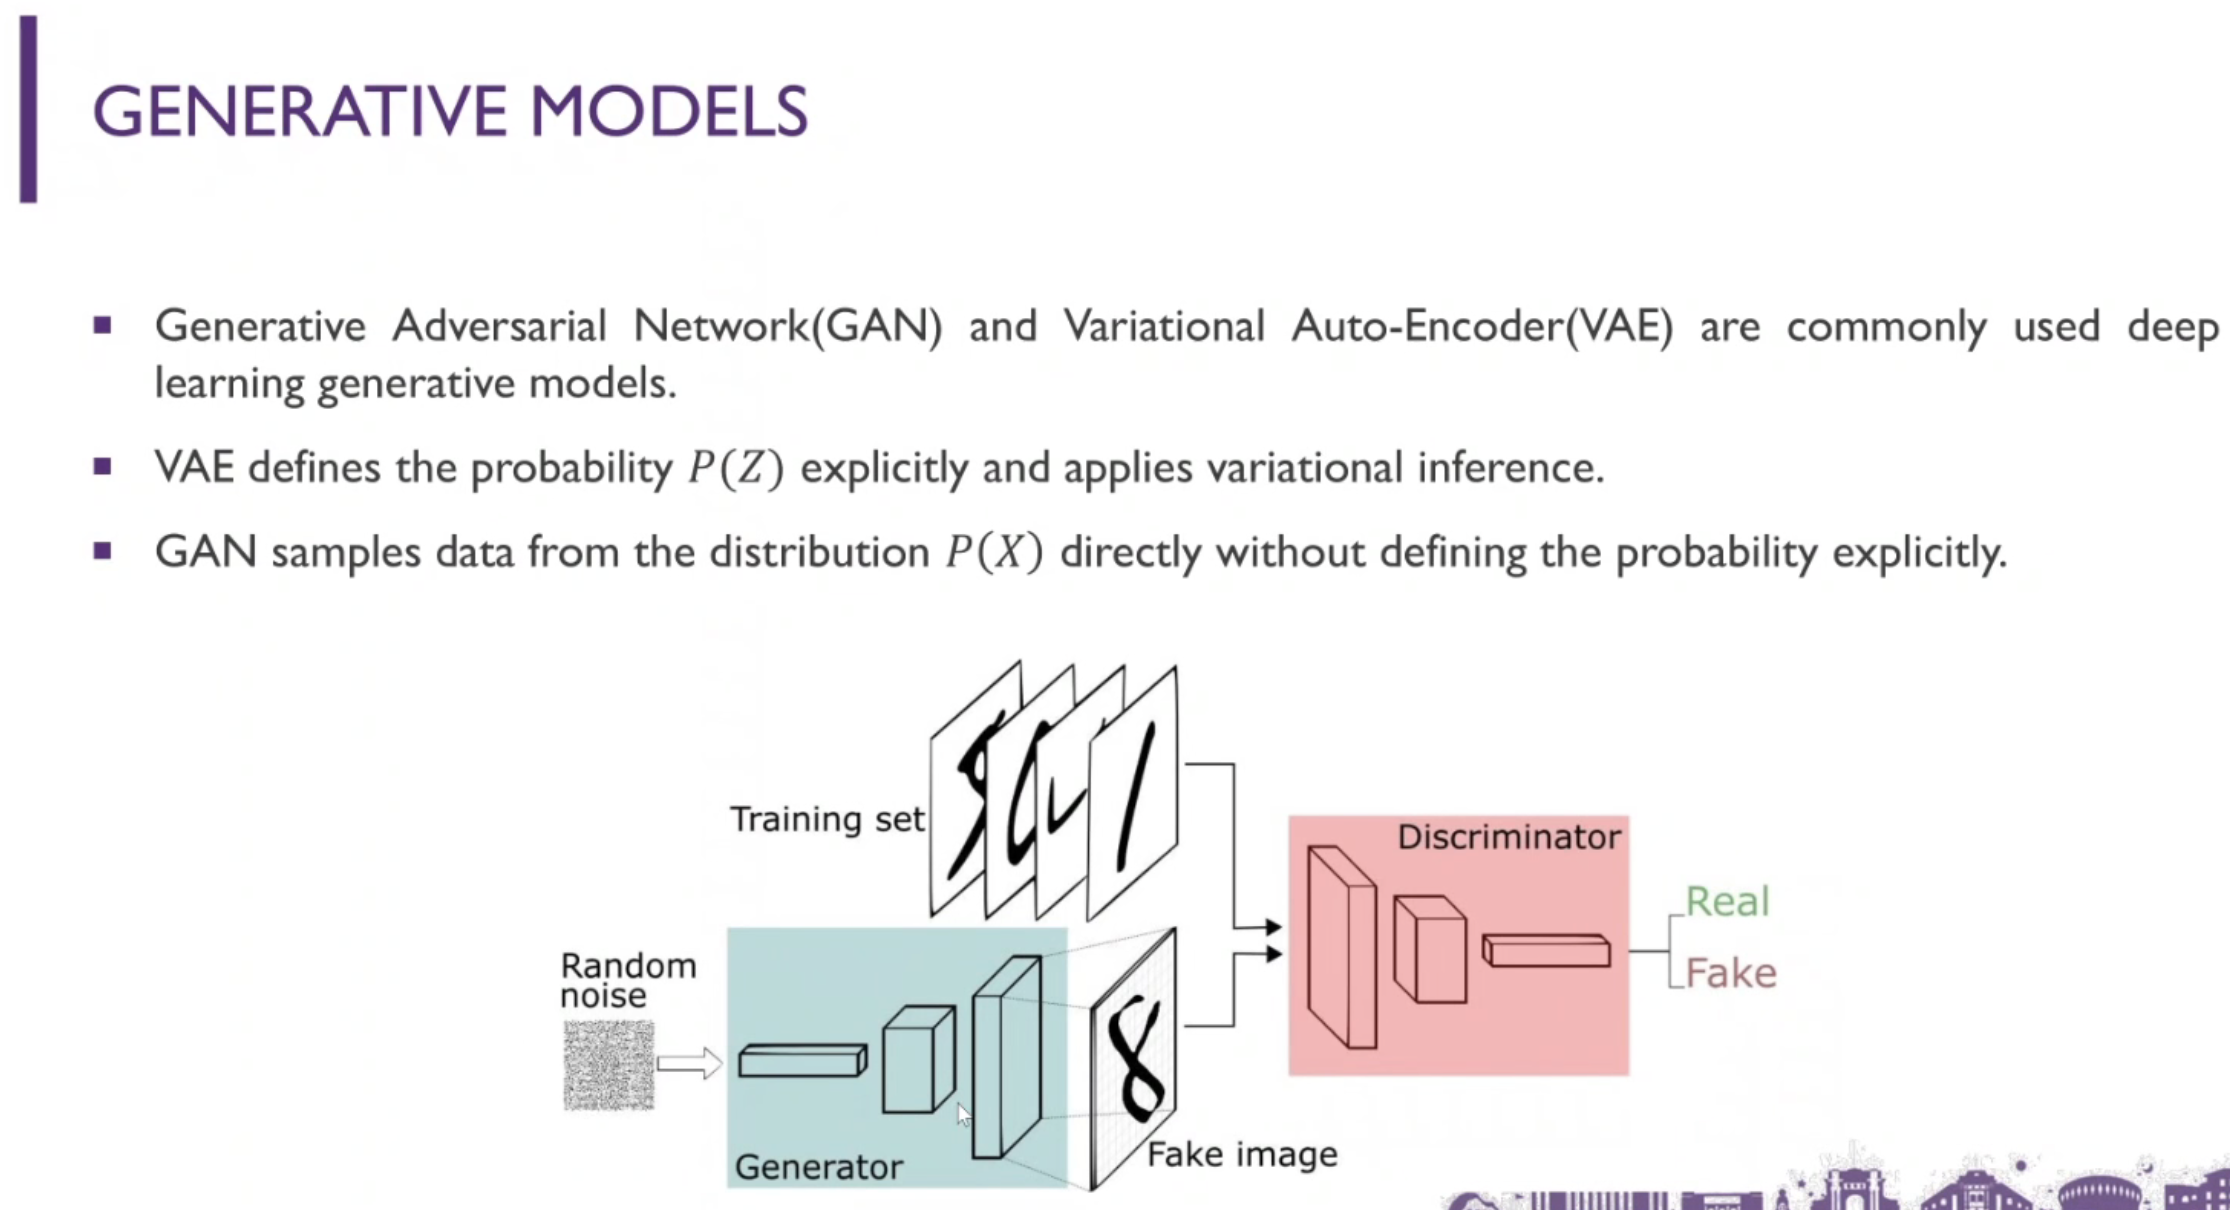 GENERATIVE MODELS
Generative Adversarial Network(GAN) and Variational Auto-Encoder(VAE) are commonly used deep
learning generative models.
VAE defines the probability P(Z) explicitly and applies variational inference.
GAN samples data from the distribution P(X) directly without defining the probability explicitly.
Training set
Discriminator
Real
Fake
Random
noise
Generator
Fake image
8
1